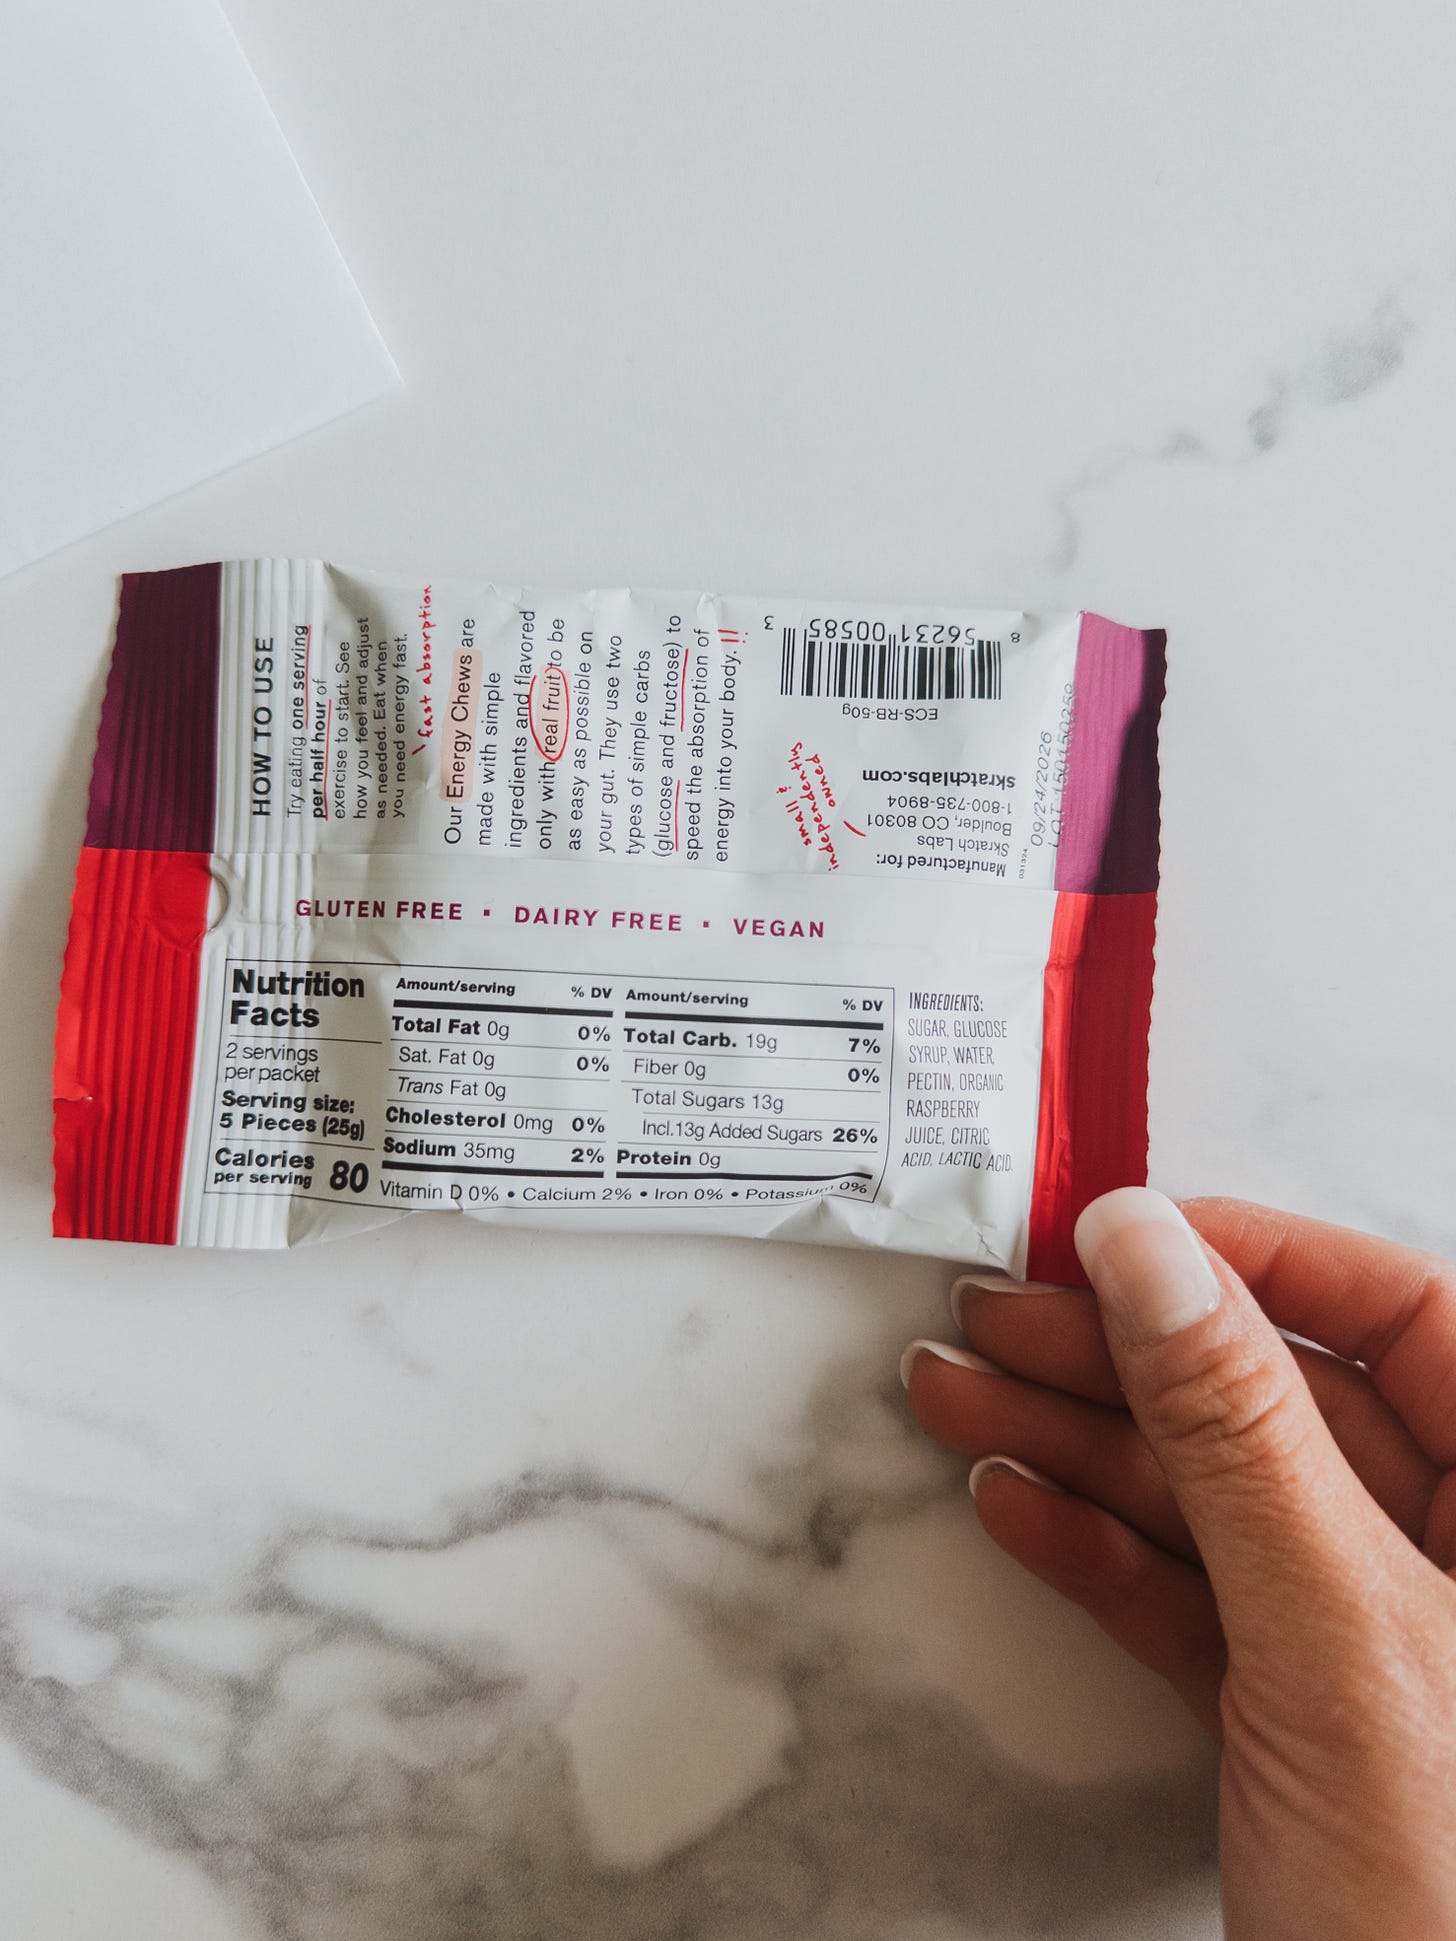 HOW TO USE
Try eating one serving
per half hour of
exercise to start. See
how you feel and adjust
as needed. Eat when
you need energy fast.
fast absorption
Our Energy Chews are
made with simple
ingredients and flavored
only with real fruit to be
as easy as possible on
your gut. They use two
types of simple carbs
(glucose and fructose) to
speed the absorption of
energy into your body. !!
8 56231 00585 3
ECS-RB-50g
small &
independently
owned
Manufactured for:
Skratch Labs
Boulder, CO 80301
1-800-735-8904
skratchlabs.com
031324
09/24/2026
LOT
GLUTEN FREE ▪ DAIRY FREE ▪ VEGAN
Nutrition
Facts
2 servings
per packet
Serving size:
5 Pieces (25g)
Calories
per serving 80
Amount/serving % DV
Total Fat 0g 0%
Sat. Fat 0g 0%
Trans Fat 0g
Cholesterol 0mg 0%
Sodium 35mg 2%
Amount/serving % DV
Total Carb. 19g 7%
Fiber 0g 0%
Total Sugars 13g
Incl.13g Added Sugars 26%
Protein 0g
Vitamin D 0% • Calcium 2% • Iron 0% • Potassium 0%
INGREDIENTS:
SUGAR, GLUCOSE
SYRUP, WATER,
PECTIN, ORGANIC
RASPBERRY
JUICE, CITRIC
ACID, LACTIC ACID.